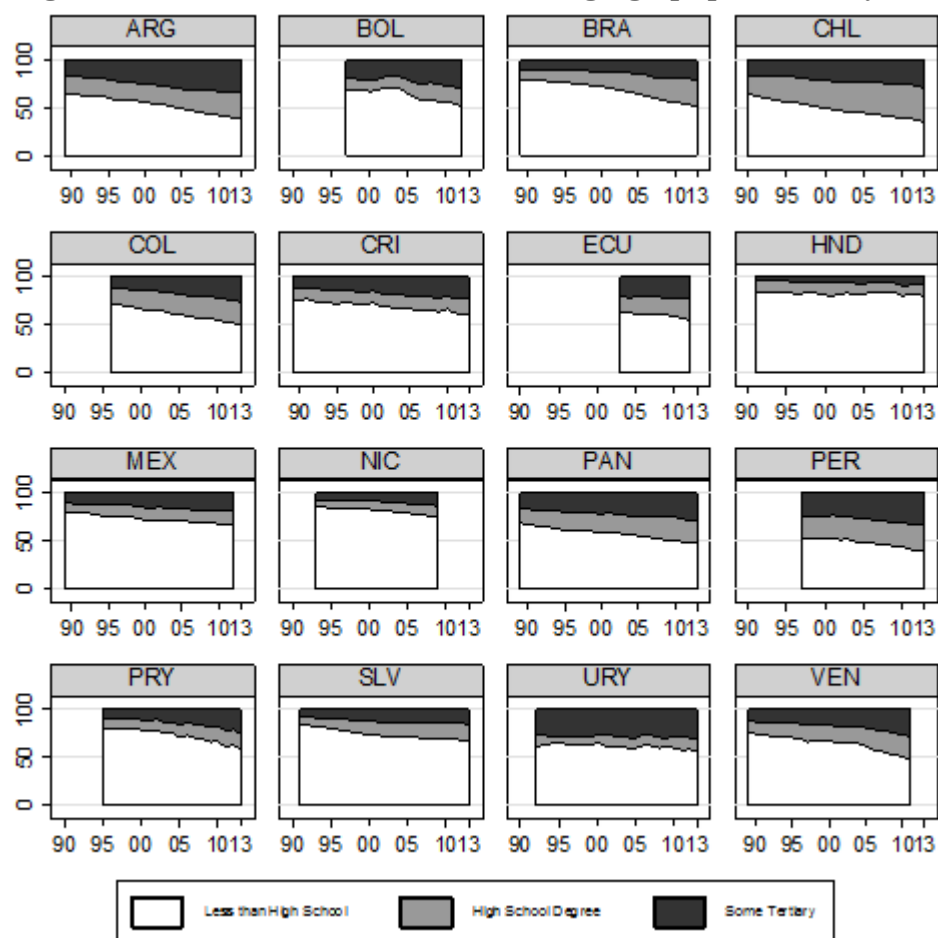 ARG BOL BRA CHL
100
50
0
90 95 00 05 1013 90 95 00 05 1013 90 95 00 05 1013 90 95 00 05 1013
COL CRI ECU HND
100
50
0
90 95 00 05 1013 90 95 00 05 1013 90 95 00 05 1013 90 95 00 05 1013
MEX NIC PAN PER
100
50
0
90 95 00 05 1013 90 95 00 05 1013 90 95 00 05 1013 90 95 00 05 1013
PRY SLV URY VEN
100
50
0
90 95 00 05 1013 90 95 00 05 1013 90 95 00 05 1013 90 95 00 05 1013
Less than High School High School Degree Some Tertiary